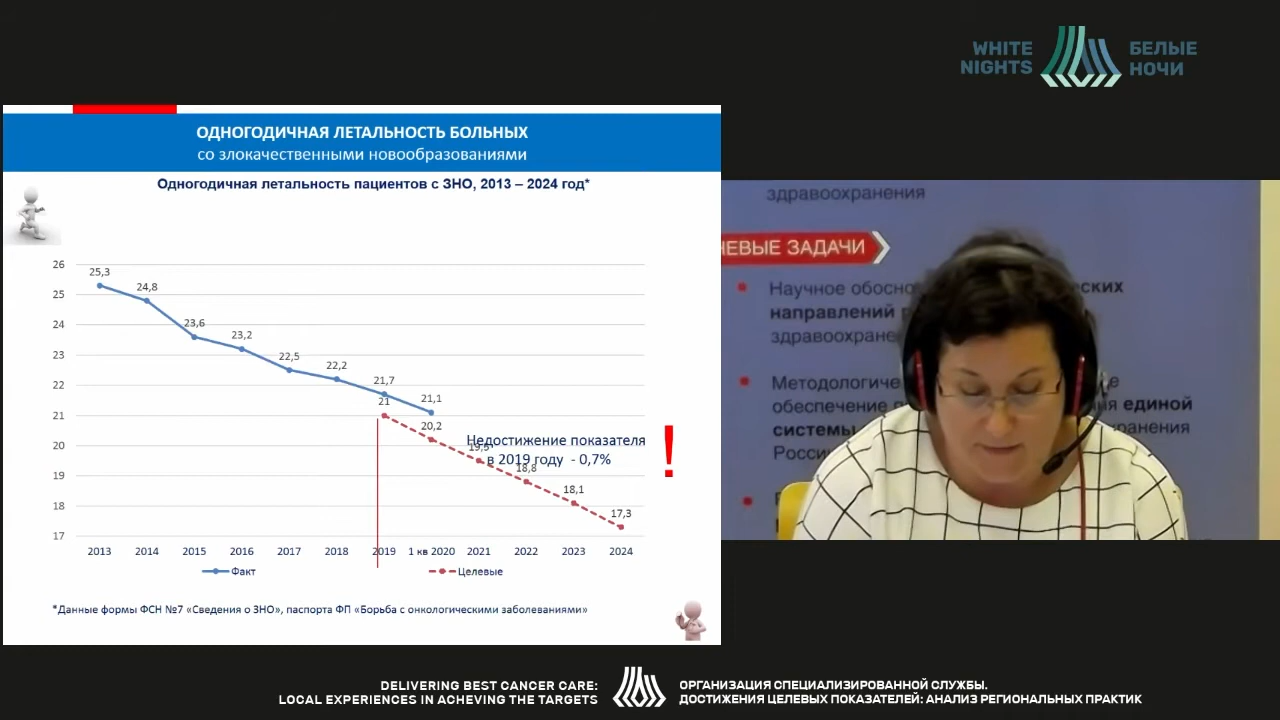 WHITE
NIGHTS
БЕЛЫЕ
НОЧИ
ОДНОГОДИЧНАЯ ЛЕТАЛЬНОСТЬ БОЛЬНЫХ
со злокачественными новообразованиями
Одногодичная летальность пациентов с ЗНО, 2013 – 2024 год*
26
25
24
23
22
21
20
19
18
17
25,3
24,8
23,6
23,2
22,5
22,2
21,7
21,1
21
20,2
19,5
18,8
18,1
17,3
Недостижение показателя
в 2019 году - 0,7%
!
2013 2014 2015 2016 2017 2018 2019 1 кв 2020 2021 2022 2023 2024
Факт
Целевые
*Данные формы ФСН №7 «Сведения о ЗНО», паспорта ФП «Борьба с онкологическими заболеваниями»
здравоохранения
ЗАДАЧИ
Научное
направлений
Методологиче
обеспечение
единой
системы
DELIVERING BEST CANCER CARE:
LOCAL EXPERIENCES IN ACHEVING THE TARGETS
ОРГАНИЗАЦИЯ СПЕЦИАЛИЗИРОВАННОЙ СЛУЖБЫ.
ДОСТИЖЕНИЯ ЦЕЛЕВЫХ ПОКАЗАТЕЛЕЙ: АНАЛИЗ РЕГИОНАЛЬНЫХ ПРАКТИК